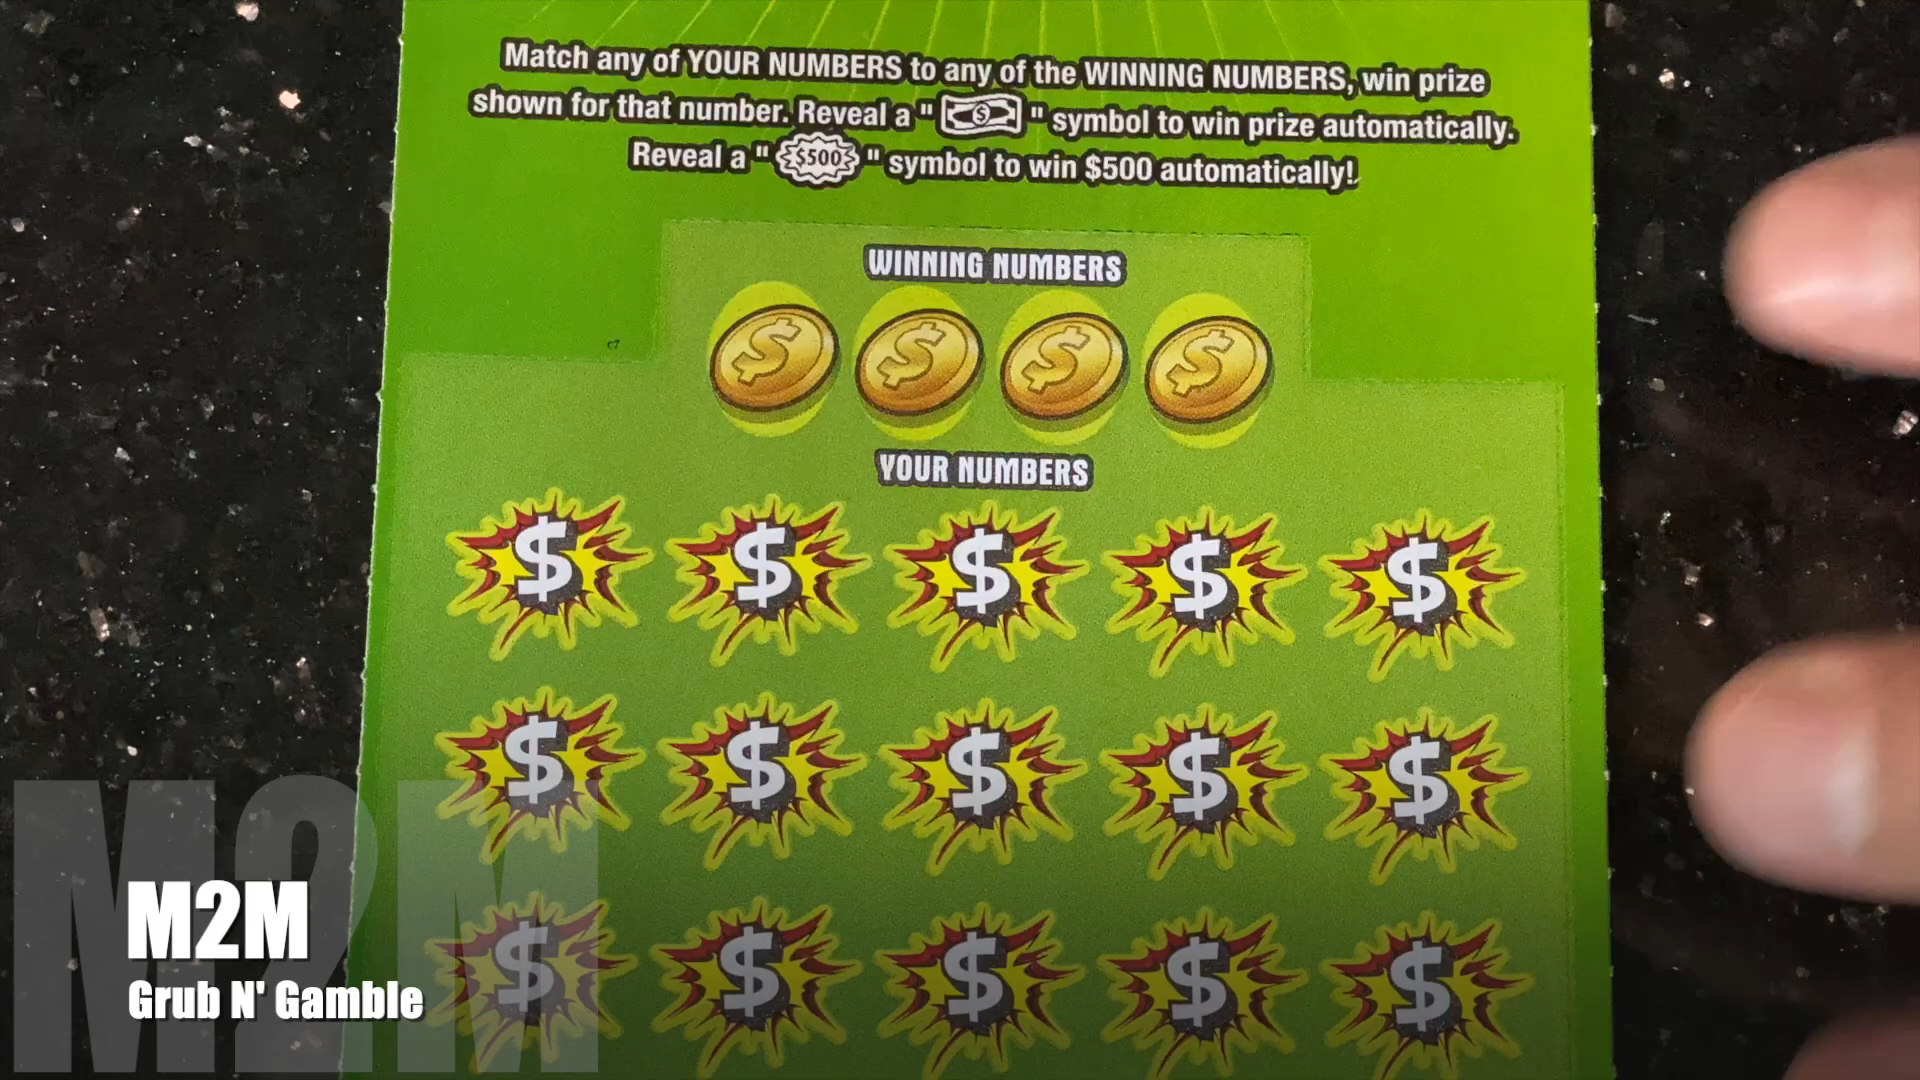 Match any of YOUR NUMBERS to any of the WINNING NUMBERS, win prize
shown for that number. Reveal a " $ " symbol to win prize automatically.
Reveal a " $500 " symbol to win $500 automatically!
WINNING NUMBERS
$ $ $ $
YOUR NUMBERS
$ $ $ $ $
$ $ $ $ $
$ $ $ $ $
M2M
M2M
Grub N' Gamble